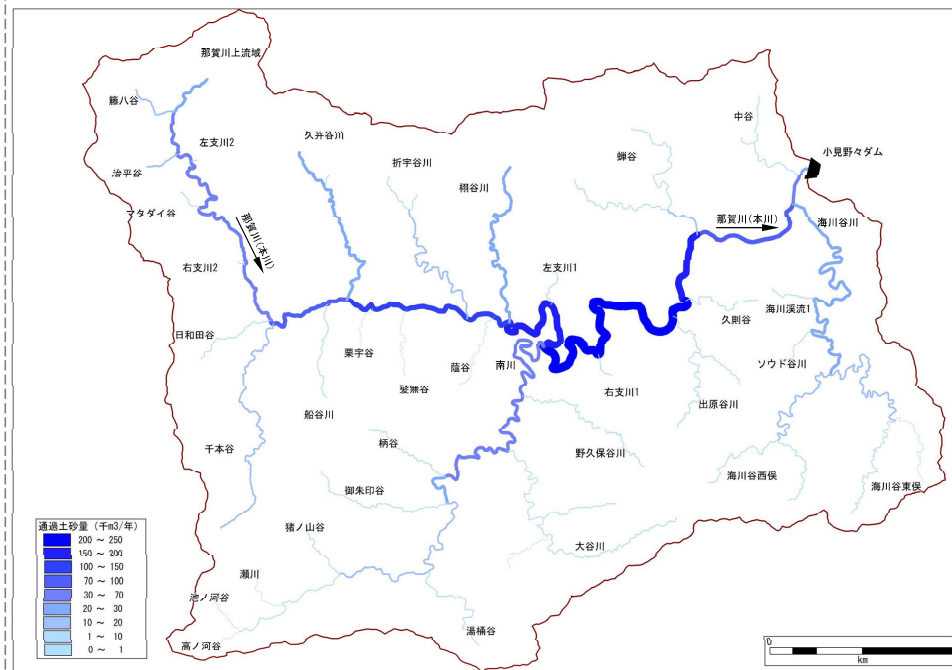 那賀川上流域
籐八谷
左支川2
治平谷
マタダイ谷
那賀川(本川)
右支川2
日和田谷
千本谷
久井谷川
折宇谷川
栩谷川
蝉谷
中谷
小見野々ダム
那賀川(本川)
海川谷川
左支川1
久則谷
海川渓流1
ソウド谷川
栗宇谷
蔭谷
南川
船谷川
右支川1
出原谷川
柄谷
野久保谷川
海川谷西俣
海川谷東俣
御朱印谷
猪ノ山谷
大谷川
瀬川
池ノ河谷
高ノ河谷
湯桶谷
通過土砂量 (千m3/年)
200 ～ 250
150 ～ 200
100 ～ 150
70 ～ 100
30 ～ 70
20 ～ 30
10 ～ 20
1 ～ 10
0 ～ 1
0
km